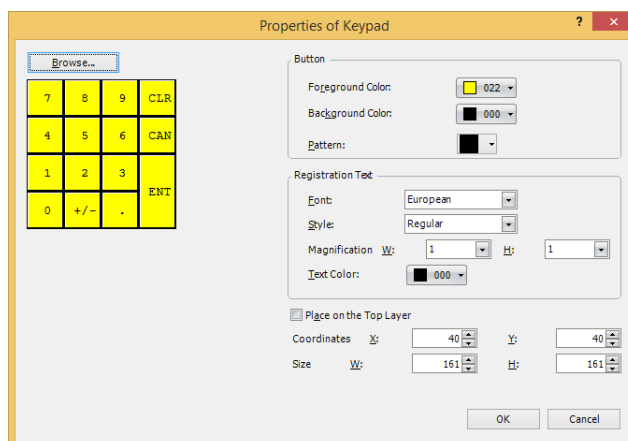 Properties of Keypad
?
Browse...
7 8 9 CLR
4 5 6 CAN
1 2 3
ENT
0 +/- .
Button
Foreground Color: 022
Background Color: 000
Pattern:
Registration Text
Font: European
Style: Regular
Magnification W: 1 H: 1
Text Color: 000
Place on the Top Layer
Coordinates X: 40 Y: 40
Size W: 161 H: 161
OK Cancel